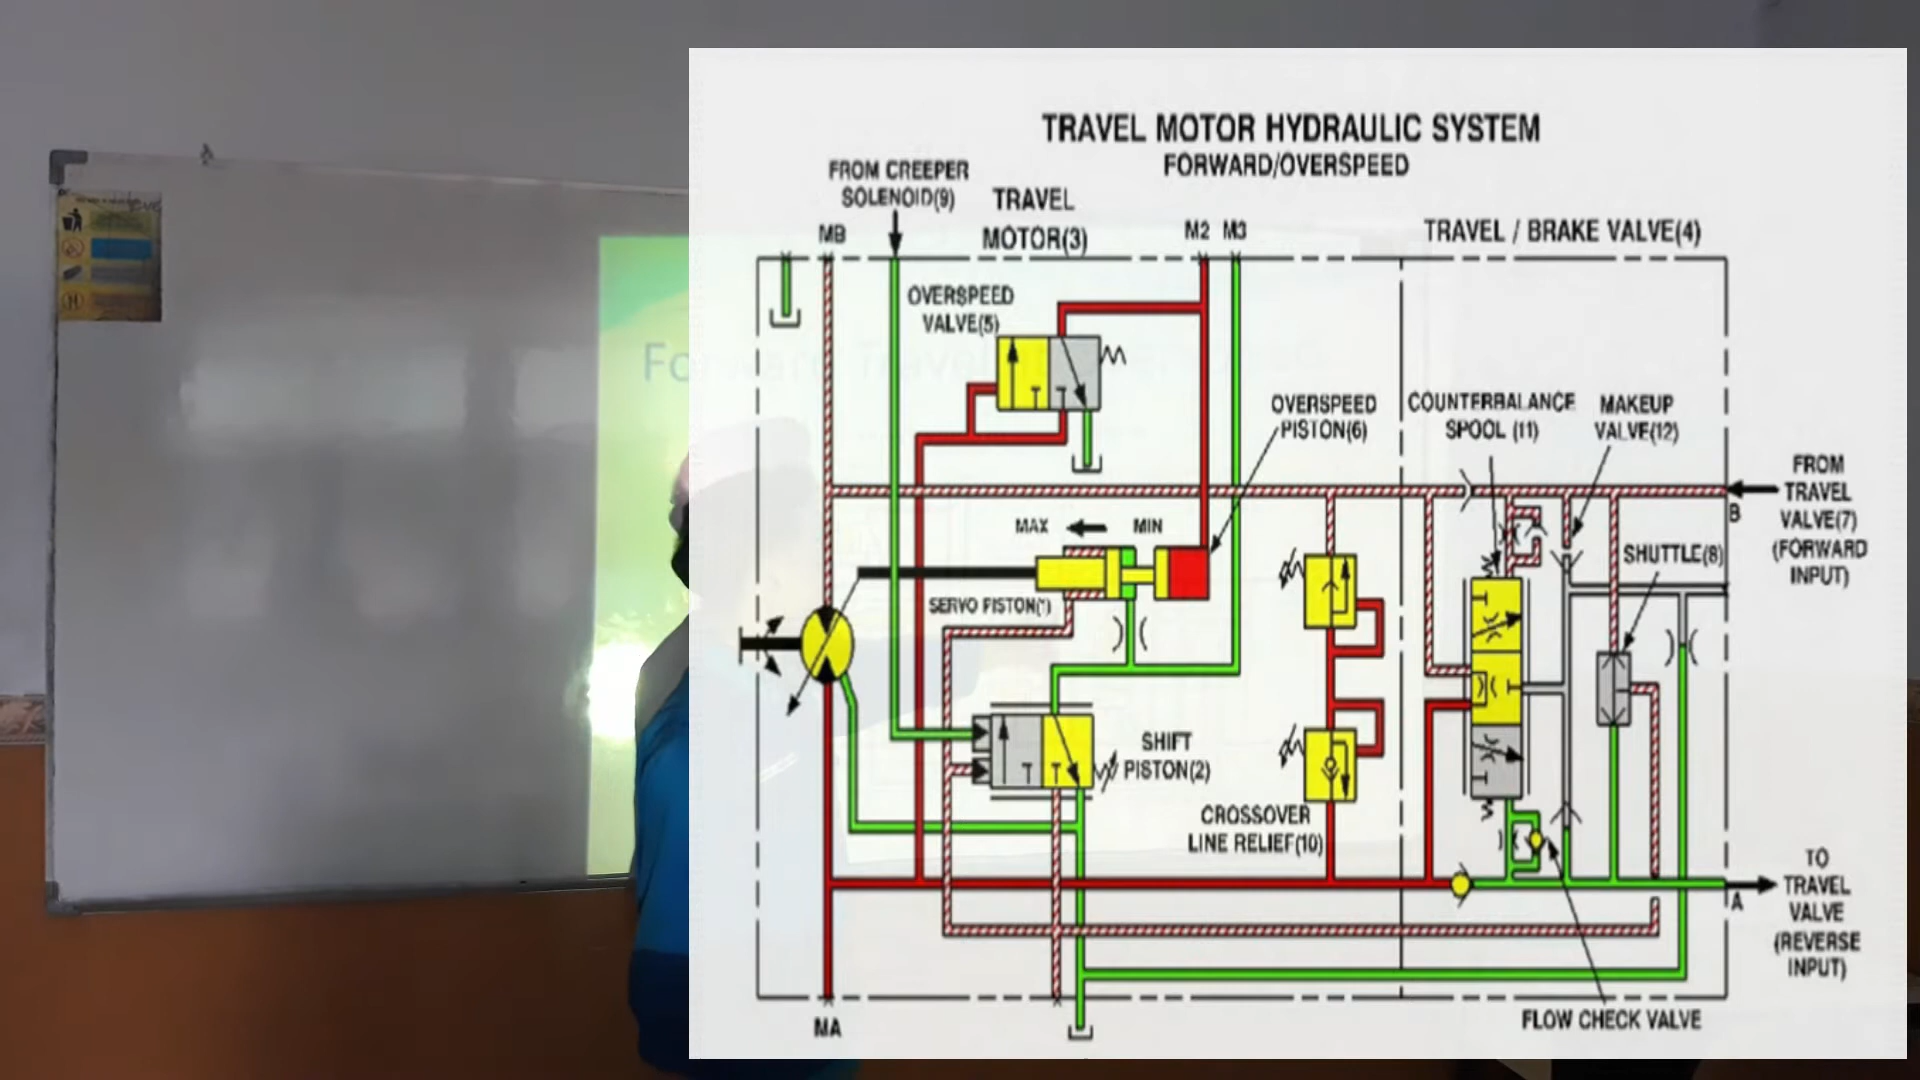 TRAVEL MOTOR HYDRAULIC SYSTEM
FORWARD/OVERSPEED
FROM CREEPER
SOLENOID(9)
TRAVEL
MOTOR(3)
MB
M2
M3
TRAVEL / BRAKE VALVE(4)
OVERSPEED
VALVE(5)
T
T
OVERSPEED
PISTON(6)
COUNTERBALANCE
SPOOL (11)
MAKEUP
VALVE(12)
FROM
TRAVEL
VALVE(7)
(FORWARD
INPUT)
B
MAX
MIN
SHUTTLE(8)
SERVO PISTON(1)
SHIFT
PISTON(2)
T
T
CROSSOVER
LINE RELIEF(10)
TO
TRAVEL
VALVE
(REVERSE
INPUT)
A
MA
FLOW CHECK VALVE
Forward Travel